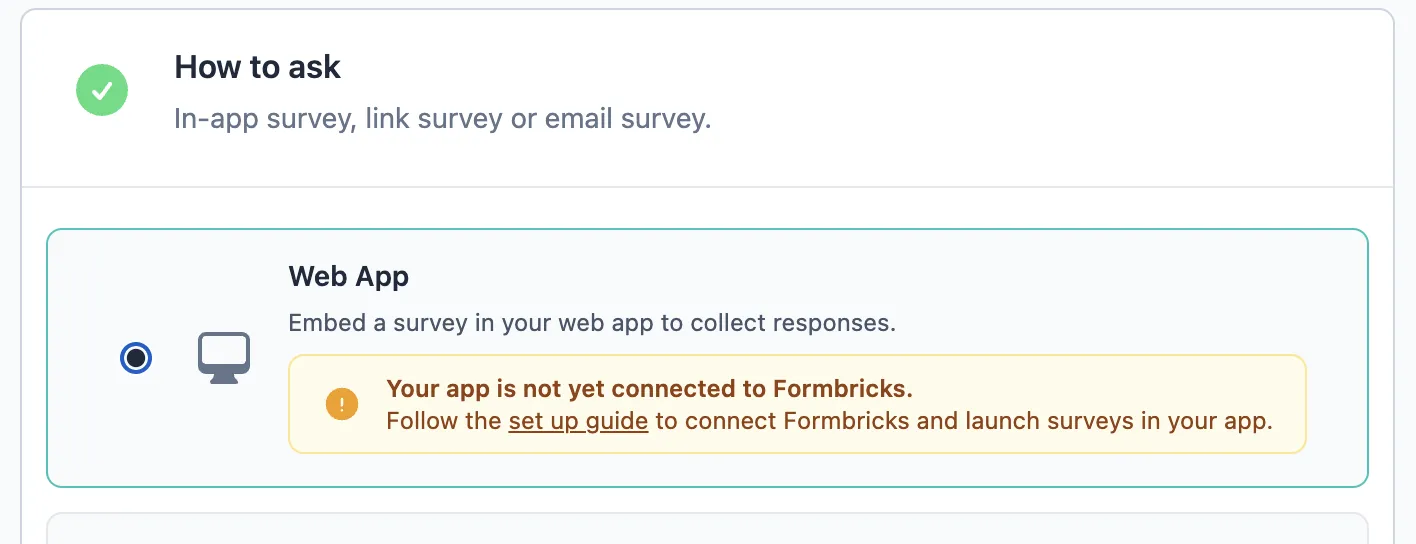 How to ask
In-app survey, link survey or email survey.
Web App
Embed a survey in your web app to collect responses.
Your app is not yet connected to Formbricks.
Follow the set up guide to connect Formbricks and launch surveys in your app.